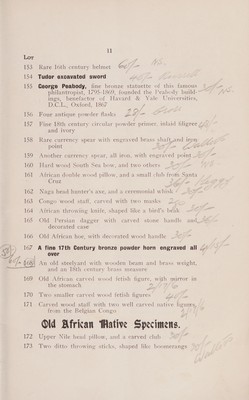 11
Lot
153 Rare 16th century helmet
154 Tudor excavated sword
155 George Peabody, fine bronze statuette of this famous
philantropist, 1795-1869, founded the Peabody build-
ings, benefactor of Havard & Yale Universities,
D.C.L., Oxford, 1867
156 Four antique powder flasks
157 Fine 18th century circular powder primer, inlaid filigree
and ivory
158 Rare currency spear with engraved brass shaft and iron
point
159 Another currency spear, all iron, with engraved point
160 Hard wood South Sea bow, and two others
161 African double wood pillow, and a small club from Santa
Cruz
162 Naga head hunter's axe, and a ceremonial whisk
163 Congo wood staff, carved with two masks
164 African throwing knife, shaped like a bird's beak
165 Old Persian dagger with carved stone handle and
decorated case
166 Old African hoe, with decorated wood handle
167 A fine 17th Century bronze powder horn engraved all
over
168 An old steelyard with wooden beam and brass weight,
and an 18th century brass measure
169 Old African carved wood fetish figure, with mirror in
the stomach
170 Two smaller carved wood fetish figures
171 Carved wood staff with two well carved native figures,
from the Belgian Congo
Old African Native Specimens.
172 Upper Nile head pillow, and a carved club
173 Two ditto throwing sticks, shaped like boomerangs